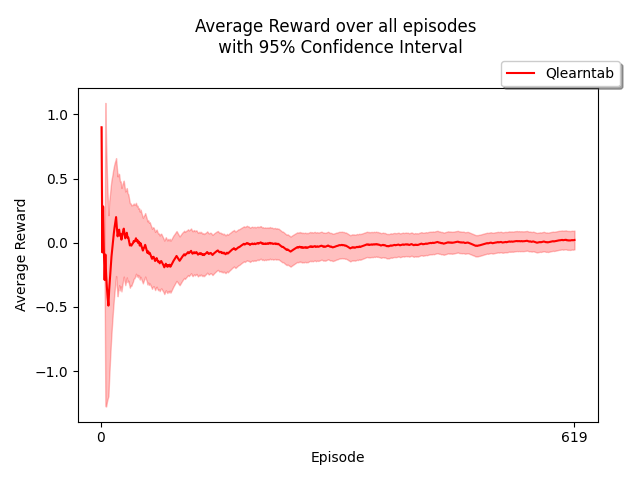 Average Reward over all episodes
with 95% Confidence Interval
Qlearntab
1.0
0.5
0.0
−0.5
−1.0
Average Reward
0
619
Episode